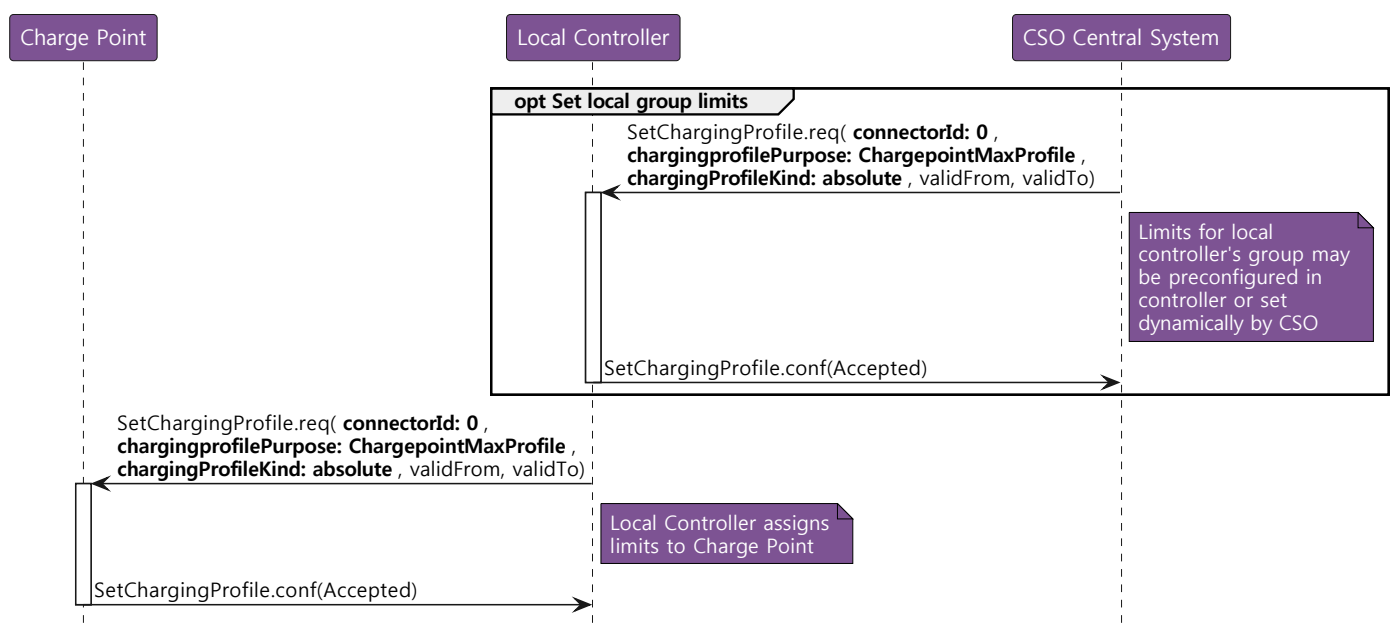 Charge Point
Local Controller
CSO Central System
opt Set local group limits
SetChargingProfile.req( connectorId: 0 ,
chargingprofilePurpose: ChargepointMaxProfile ,
chargingProfileKind: absolute , validFrom, validTo)
Limits for local
controller's group may
be preconfigured in
controller or set
dynamically by CSO
SetChargingProfile.conf(Accepted)
SetChargingProfile.req( connectorId: 0 ,
chargingprofilePurpose: ChargepointMaxProfile ,
chargingProfileKind: absolute , validFrom, validTo)
Local Controller assigns
limits to Charge Point
SetChargingProfile.conf(Accepted)